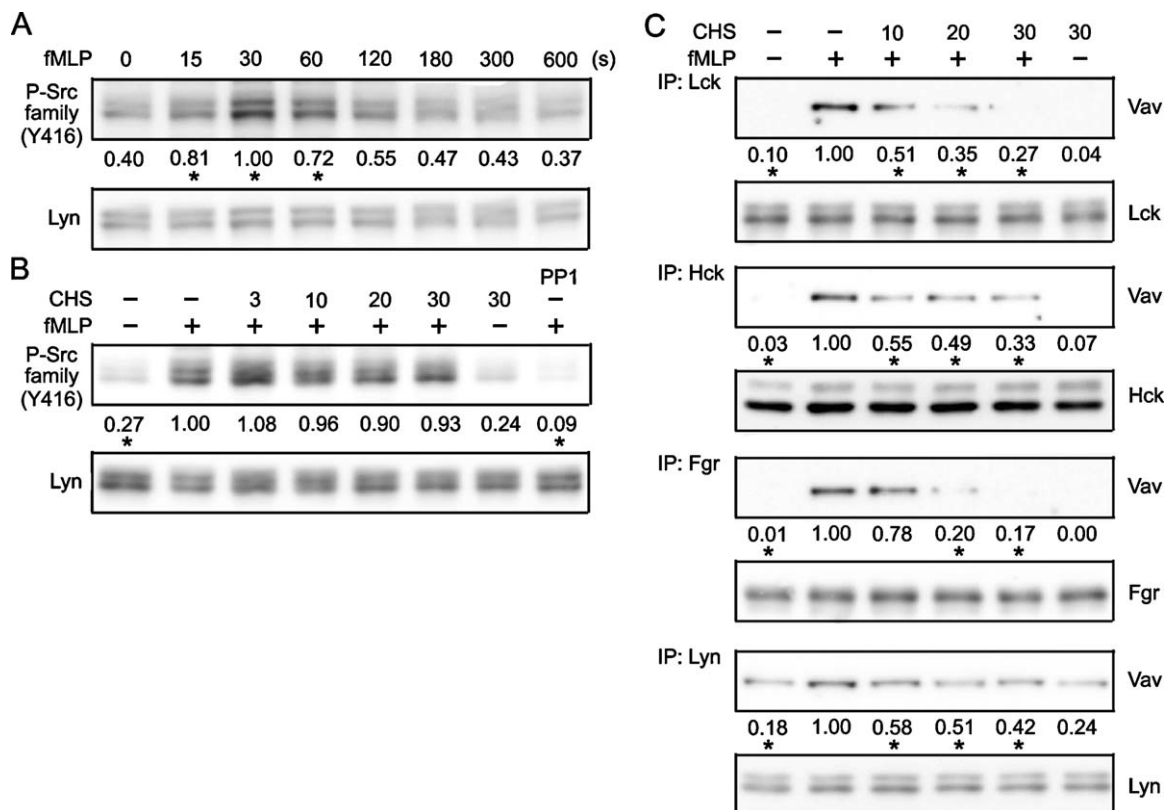 A
fMLP 0 15 30 60 120 180 300 600 (s)
P-Src
family
(Y416)
0.40 0.81 1.00 0.72 0.55 0.47 0.43 0.37
* * *
Lyn
B
PP1
CHS – – 3 10 20 30 30 –
fMLP – + + + + + – +
P-Src
family
(Y416)
0.27 1.00 1.08 0.96 0.90 0.93 0.24 0.09
* *
Lyn
C
CHS – – 10 20 30 30
fMLP – + + + + –
IP: Lck
Vav
0.10 1.00 0.51 0.35 0.27 0.04
* * * *
Lck
IP: Hck
Vav
0.03 1.00 0.55 0.49 0.33 0.07
* * * *
Hck
IP: Fgr
Vav
0.01 1.00 0.78 0.20 0.17 0.00
* * *
Fgr
IP: Lyn
Vav
0.18 1.00 0.58 0.51 0.42 0.24
* * * *
Lyn